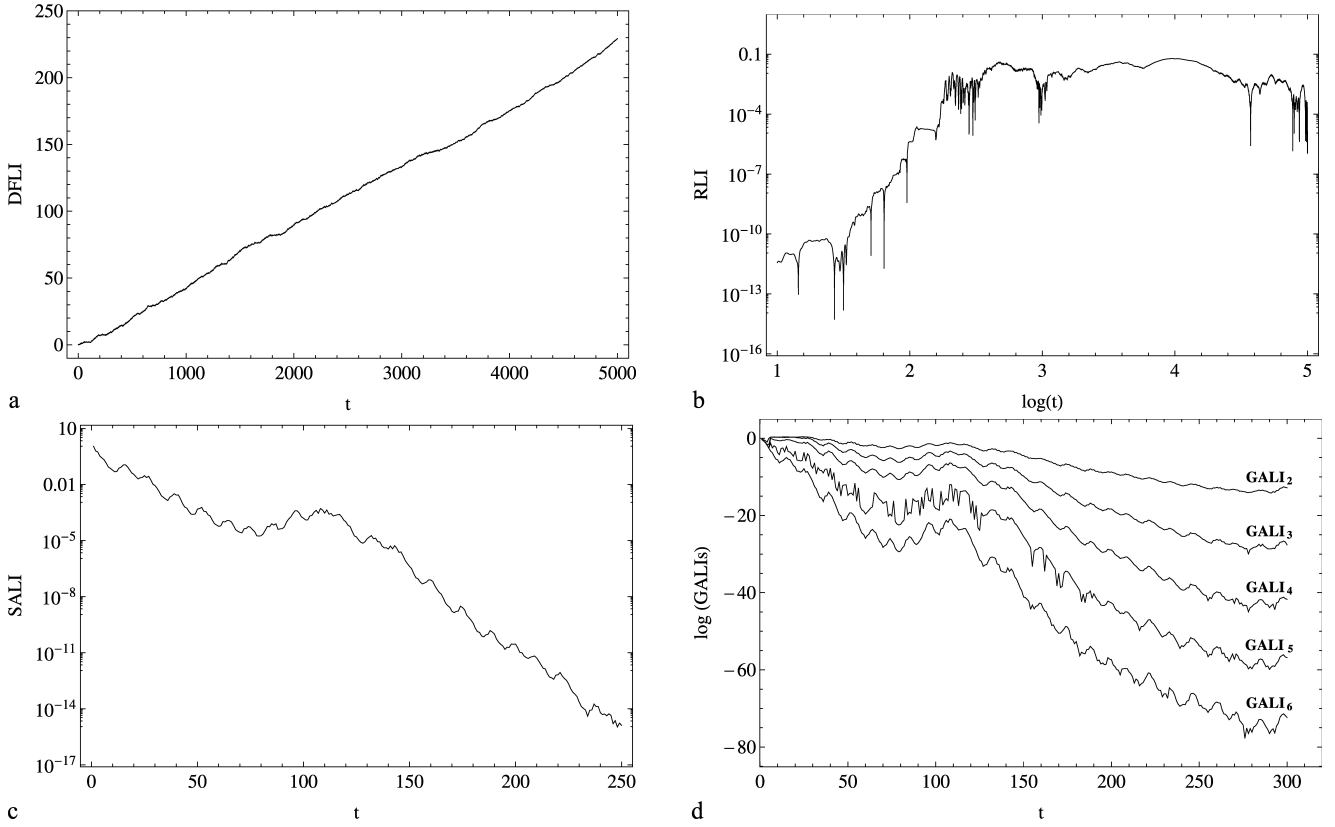 250
200
150
100
50
0
DFLI
0 1000 2000 3000 4000 5000
a
t
0.1
10⁻⁴
10⁻⁷
10⁻¹⁰
10⁻¹³
10⁻¹⁶
RLI
1 2 3 4 5
b
log(t)
10
0.01
10⁻⁵
10⁻⁸
10⁻¹¹
10⁻¹⁴
10⁻¹⁷
SALI
0 50 100 150 200 250
c
t
0
−20
−40
−60
−80
log (GALIs)
GALI₂
GALI₃
GALI₄
GALI₅
GALI₆
0 50 100 150 200 250 300
d
t